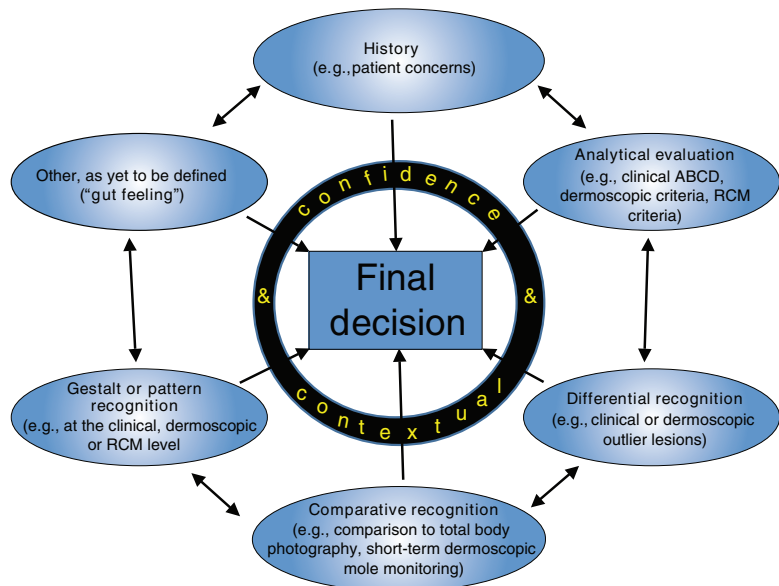 History
(e.g.,patient concerns)
Other, as yet to be defined
(“gut feeling”)
Analytical evaluation
(e.g., clinical ABCD,
dermoscopic criteria, RCM
criteria)
confidence
&
&
contextual
Final
decision
Gestalt or pattern
recognition
(e.g., at the clinical, dermoscopic
or RCM level
Differential recognition
(e.g., clinical or dermoscopic
outlier lesions)
Comparative recognition
(e.g., comparison to total body
photography, short-term dermoscopic
mole monitoring)